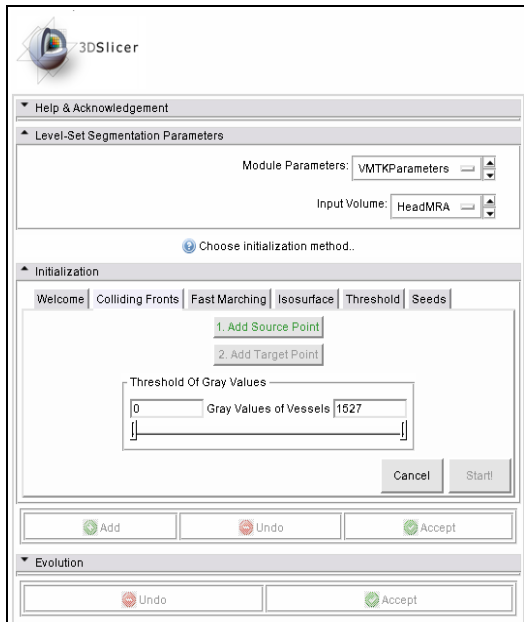 3DSlicer
Help & Acknowledgement
Level-Set Segmentation Parameters
Module Parameters: VMTKParameters
Input Volume: HeadMRA
Choose initialization method..
Initialization
Welcome Colliding Fronts Fast Marching Isosurface Threshold Seeds
1. Add Source Point
2. Add Target Point
Threshold Of Gray Values
0 Gray Values of Vessels 1527
Cancel Start!
Add Undo Accept
Evolution
Undo Accept